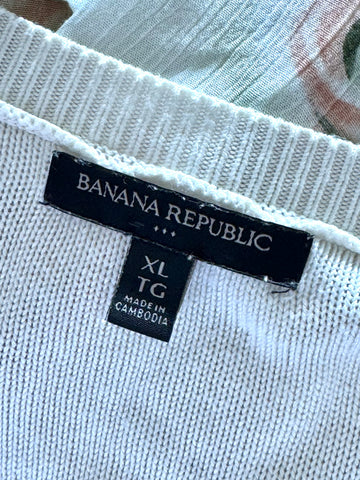 BANANA REPUBLIC
XL
TG
MADE IN
CAMBODIA